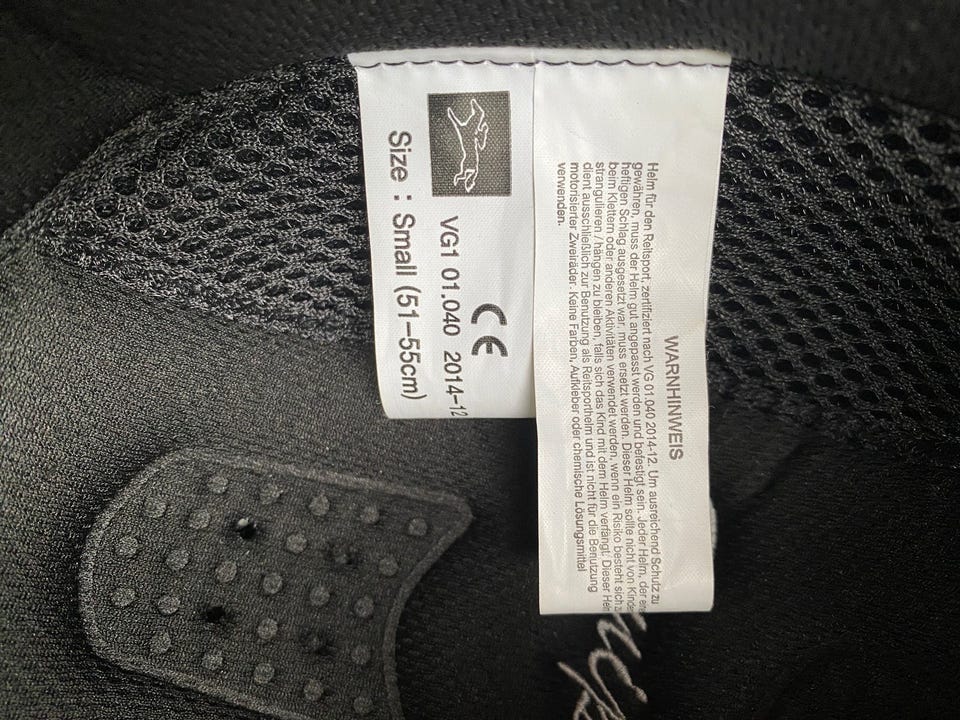 VG1 01.040 2014-12
Size : Small (51-55cm)
CE
WARNHINWEIS
Helm für den Reitsport, zertifiziert nach VG 01.040 2014-12. Um ausreichend Schutz zu
gewähren, muss der Helm gut angepasst werden und befestigt sein. Jeder Helm, der
heftigen Schlag ausgesetzt war, muss ersetzt werden. Dieser Helm sollte nicht von
beim Klettern oder anderen Aktivitäten verwendet werden, wenn ein Risiko besteht sich
strangulieren / hängen zu bleiben, falls sich das Kind mit dem Helm verfängt. Dieser
dient ausschließlich zur Benutzung als Reitsporthelm und ist nicht für die Benutzung
motorisierter Zweiräder. Keine Farben, Aufkleber oder chemische Lösungsmittel
verwenden.